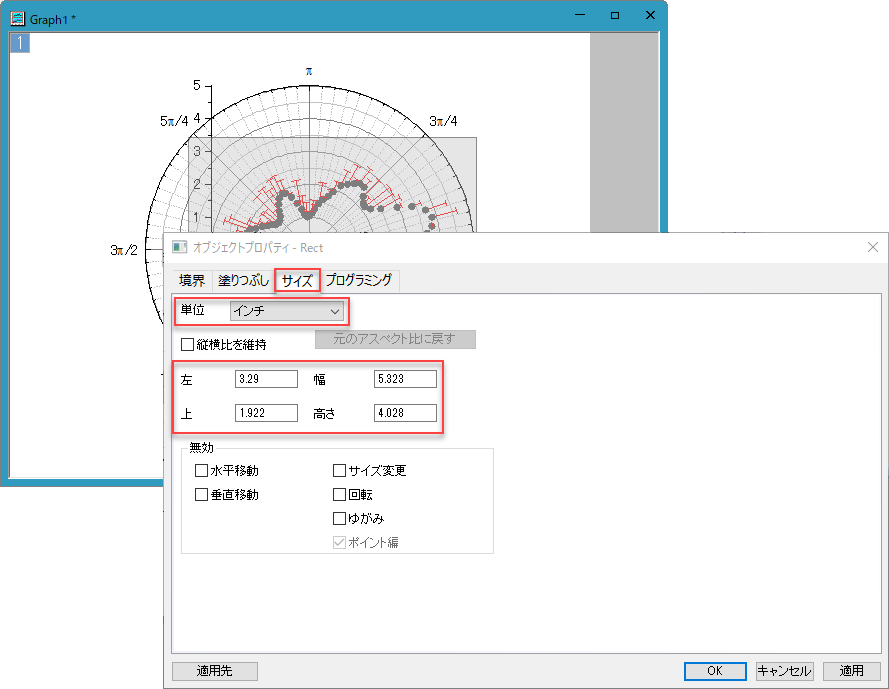 Graph1 *
1
π
5
5π/4
4
3π/4
3
2
1
3π/2
オブジェクトプロパティ - Rect
境界 塗りつぶし サイズ プログラミング
単位 インチ
縦横比を維持 元のアスペクト比に戻す
左 3.29 幅 5.323
上 1.922 高さ 4.028
無効
水平移動 サイズ変更
垂直移動 回転
ゆがみ
ポイント編
適用先 OK キャンセル 適用